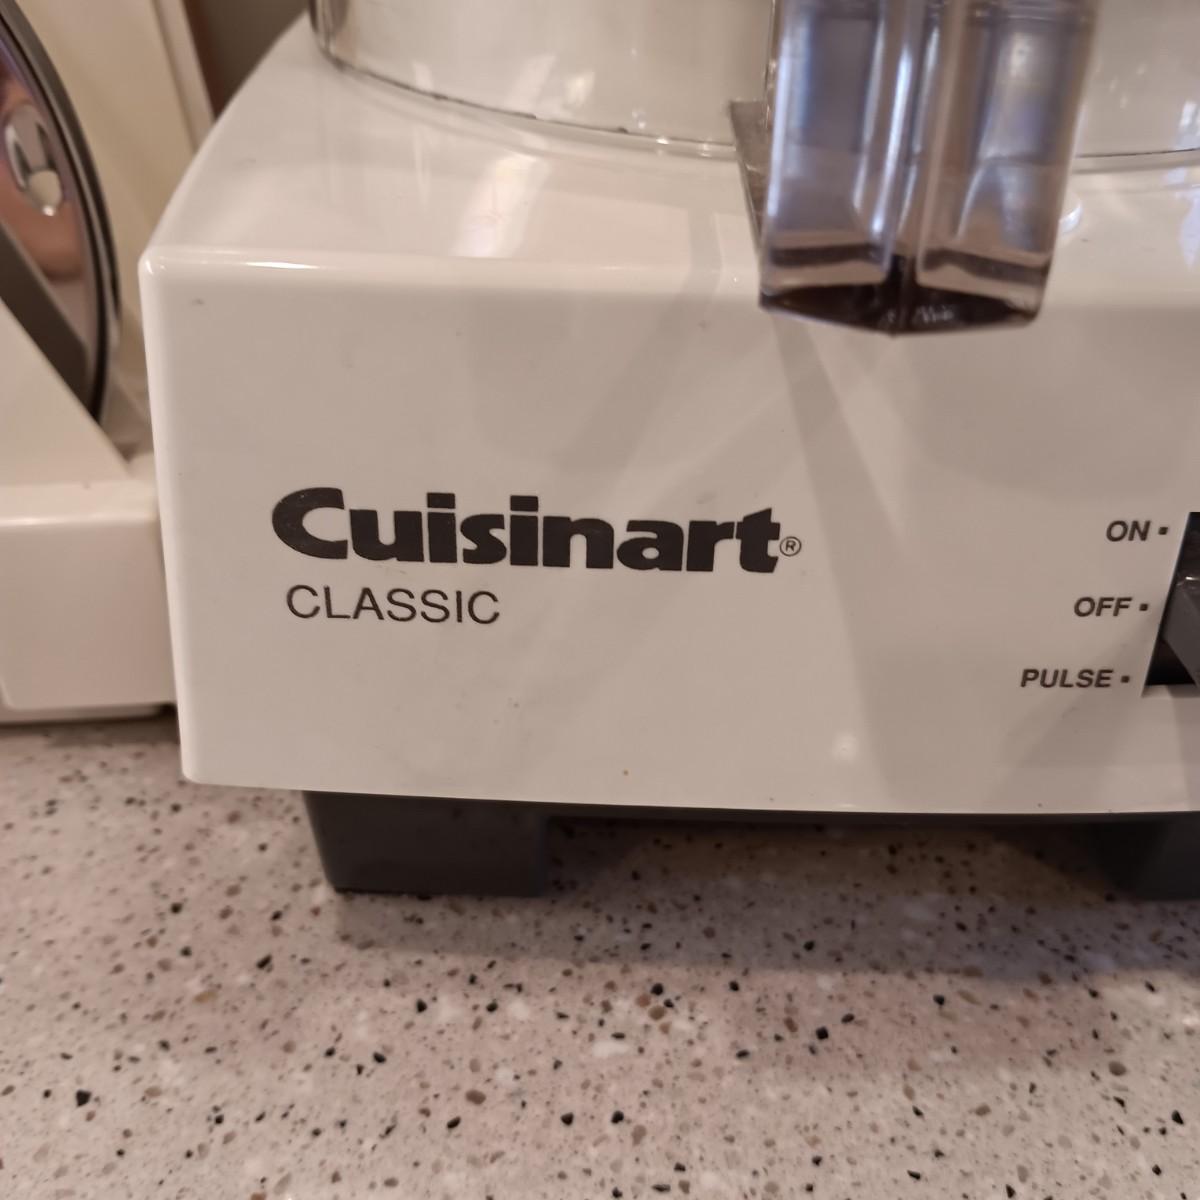 Cuisinart®
CLASSIC
ON
OFF
PULSE